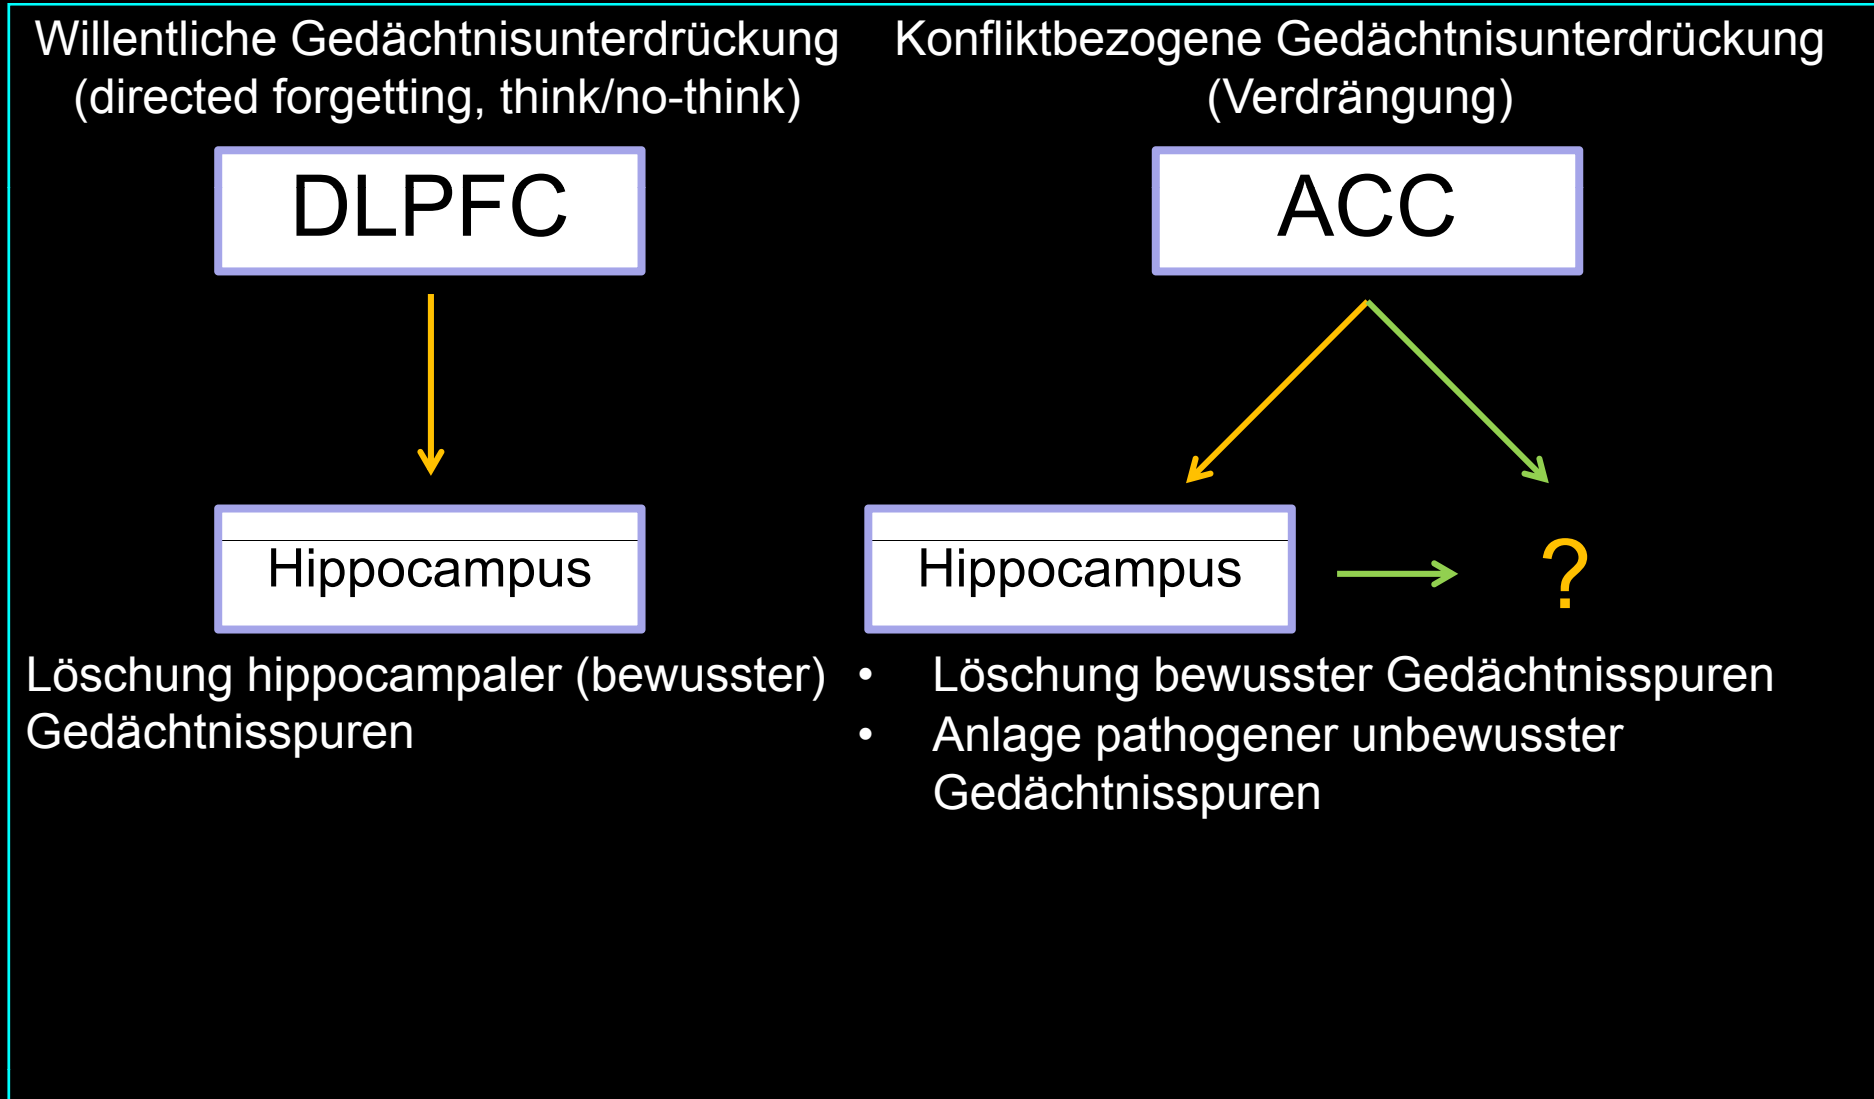 Willentliche Gedächtnisunterdrückung
(directed forgetting, think/no-think)
DLPFC
Hippocampus
Löschung hippocampaler (bewusster)
Gedächtnisspuren
Konfliktbezogene Gedächtnisunterdrückung
(Verdrängung)
ACC
Hippocampus
?
• Löschung bewusster Gedächtnisspuren
• Anlage pathogener unbewusster
Gedächtnisspuren